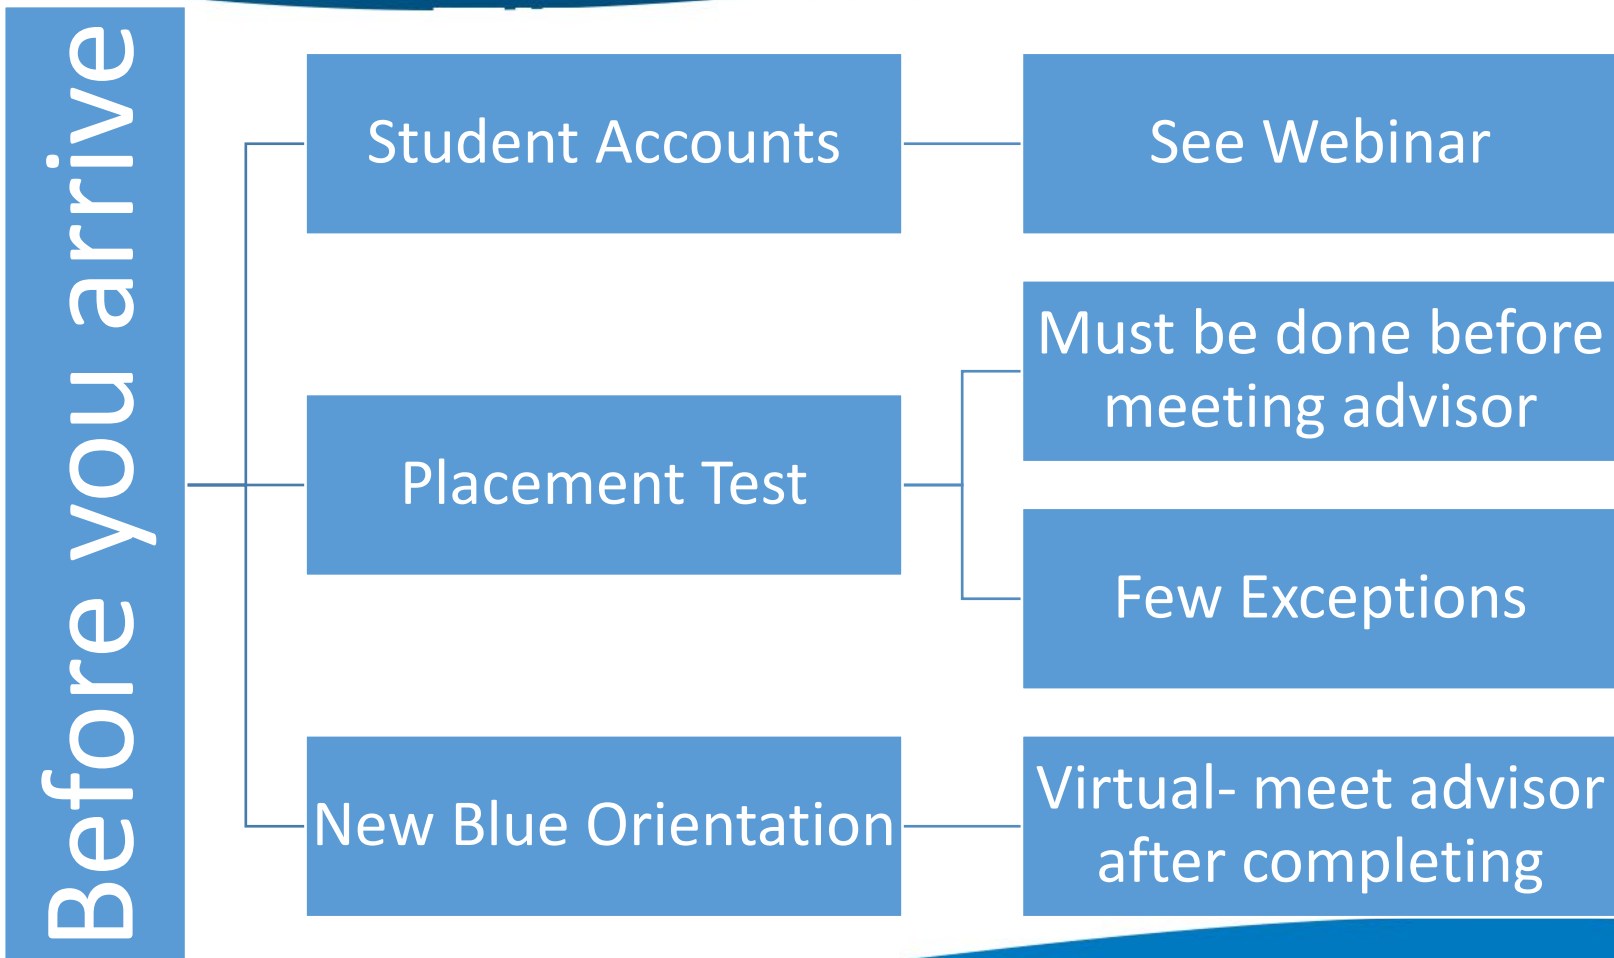 Before you arrive
Student Accounts
See Webinar
Placement Test
Must be done before
meeting advisor
Few Exceptions
New Blue Orientation
Virtual- meet advisor
after completing